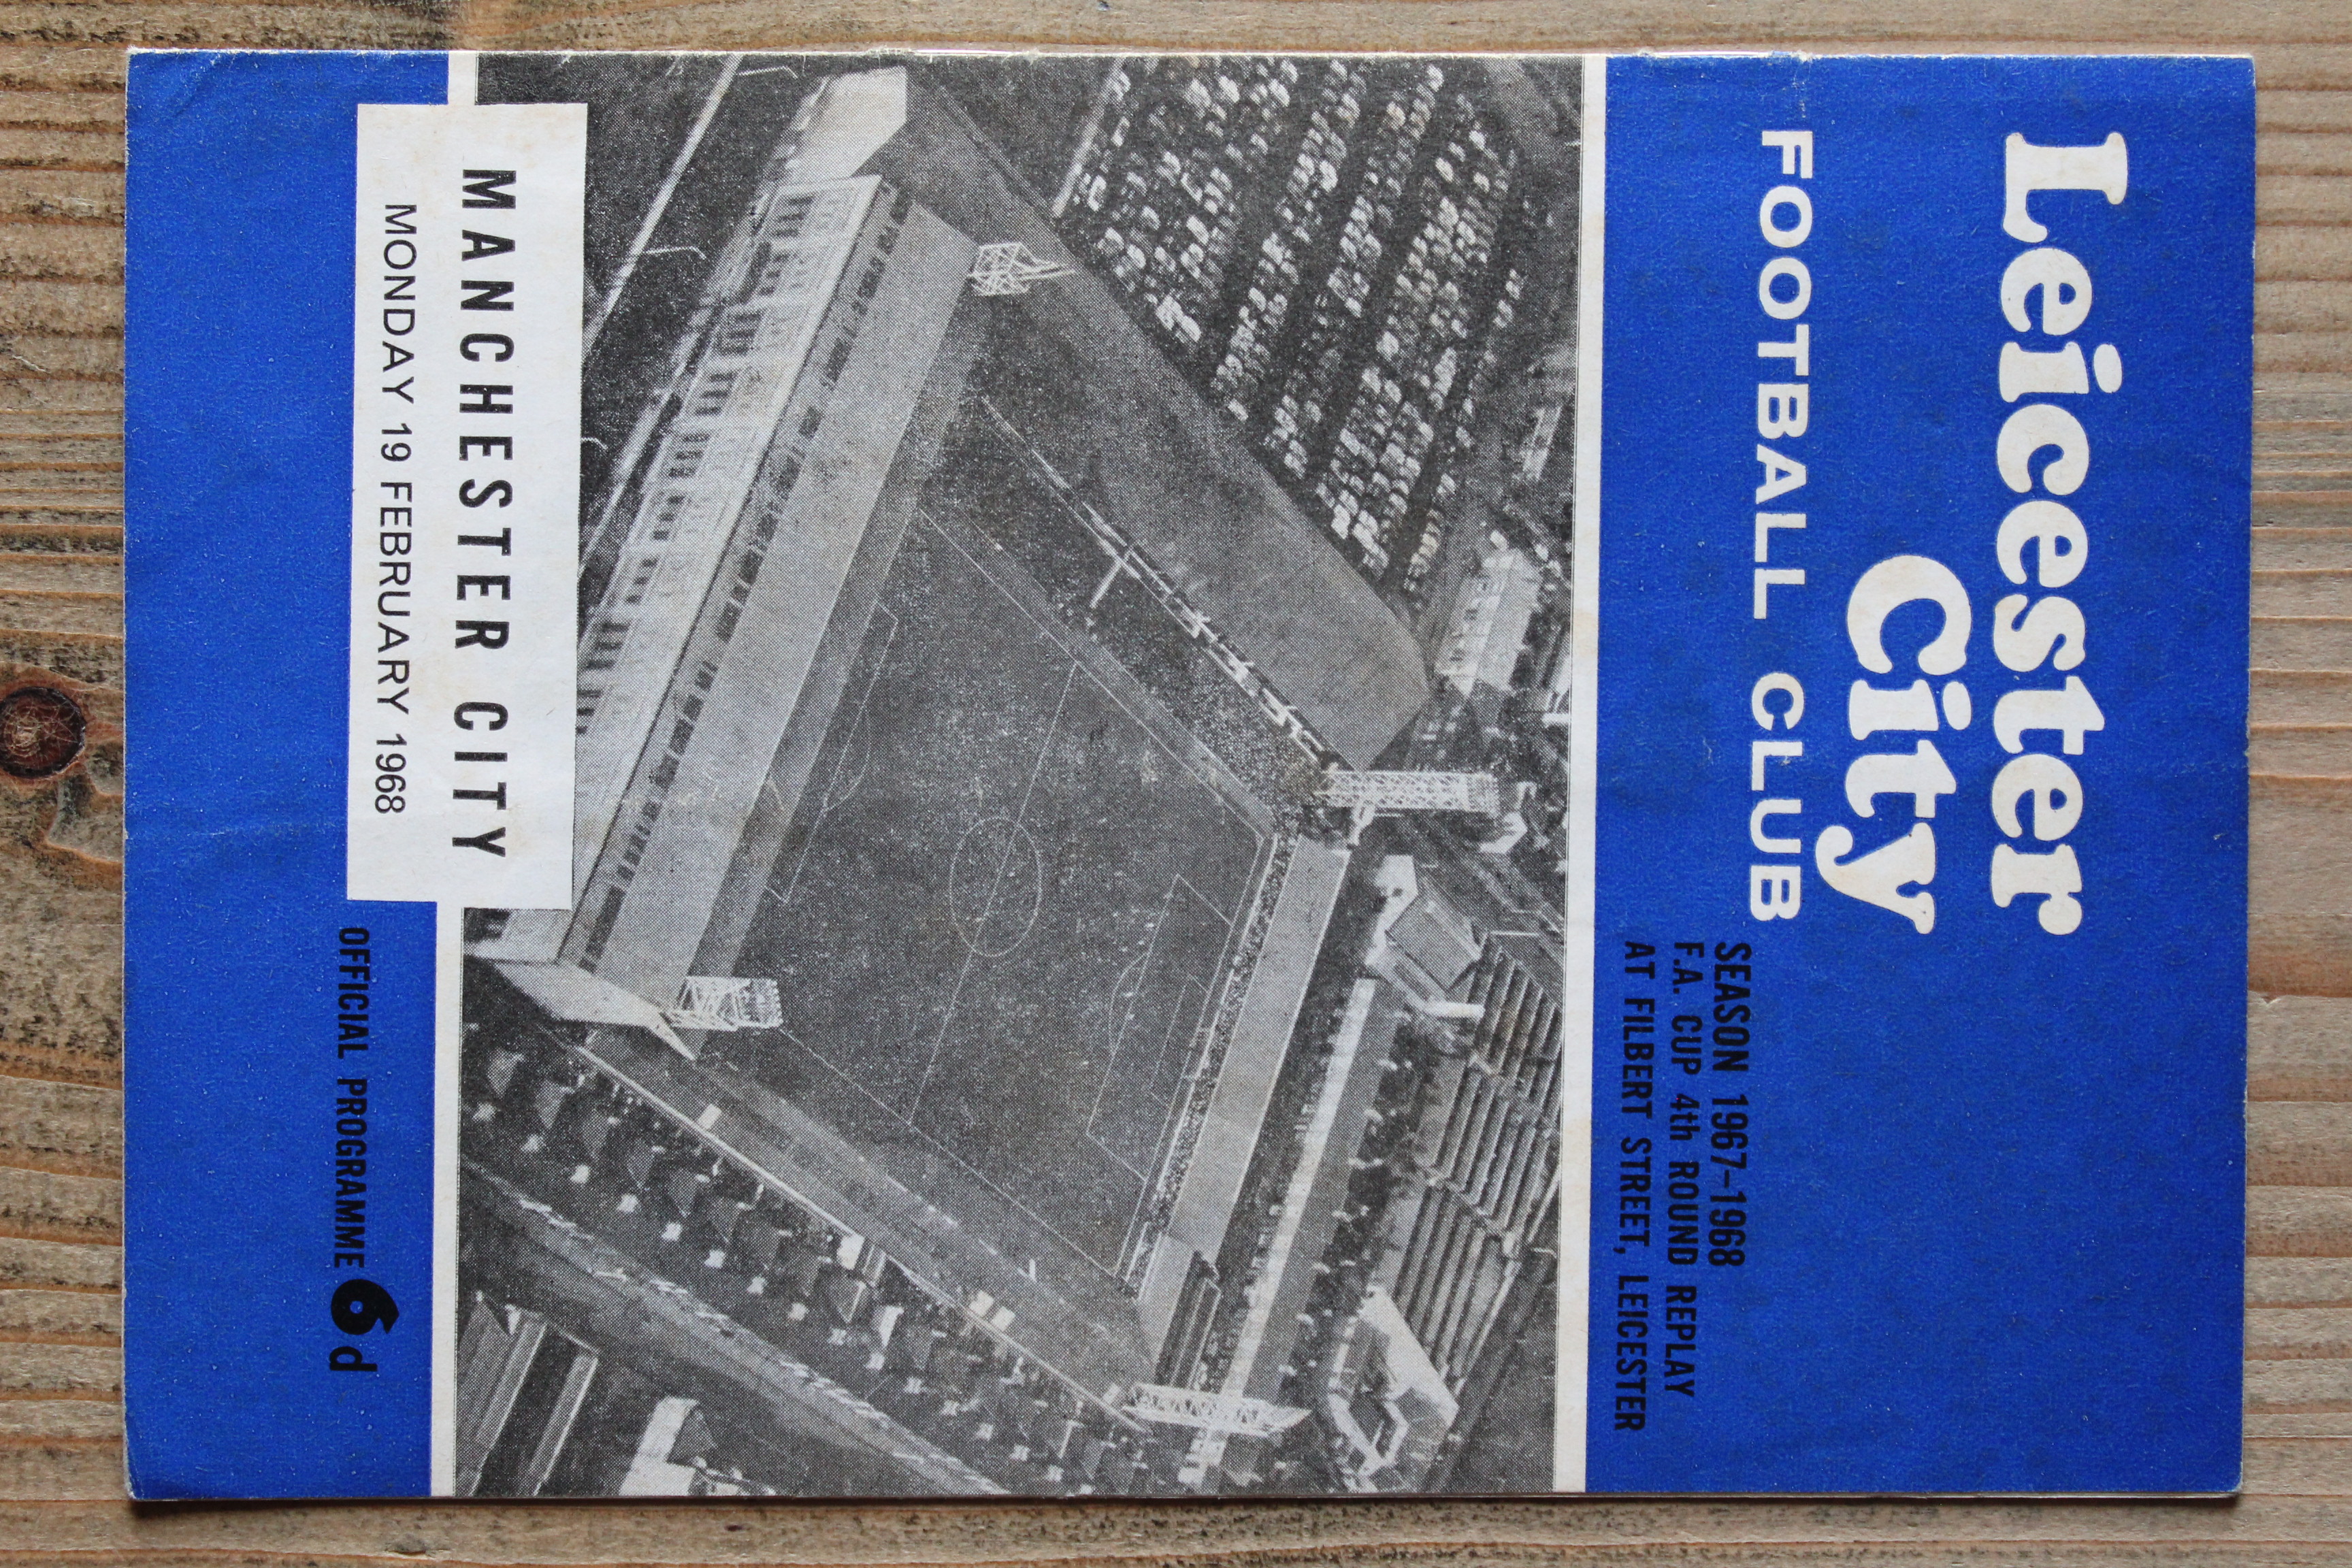 Leicester
City
FOOTBALL CLUB
SEASON 1967-1968
F.A. CUP 4th ROUND REPLAY
AT FILBERT STREET, LEICESTER
MANCHESTER CITY
MONDAY 19 FEBRUARY 1968
OFFICIAL PROGRAMME 6d